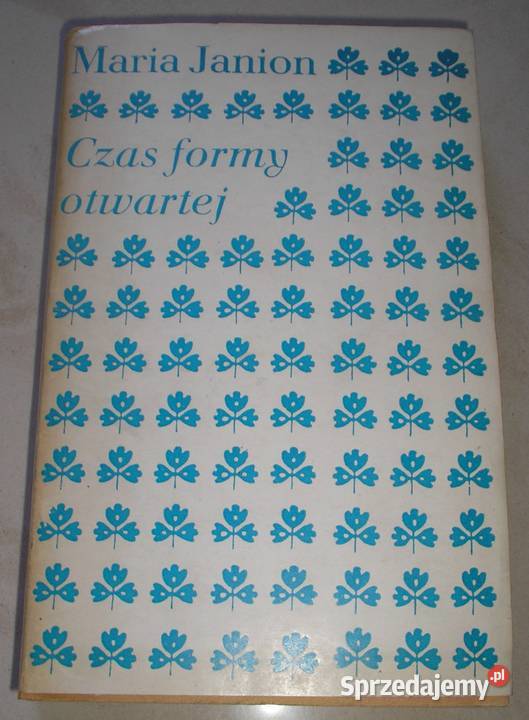 Maria Janion
Czas formy
otwartej
Sprzedajemy.pl